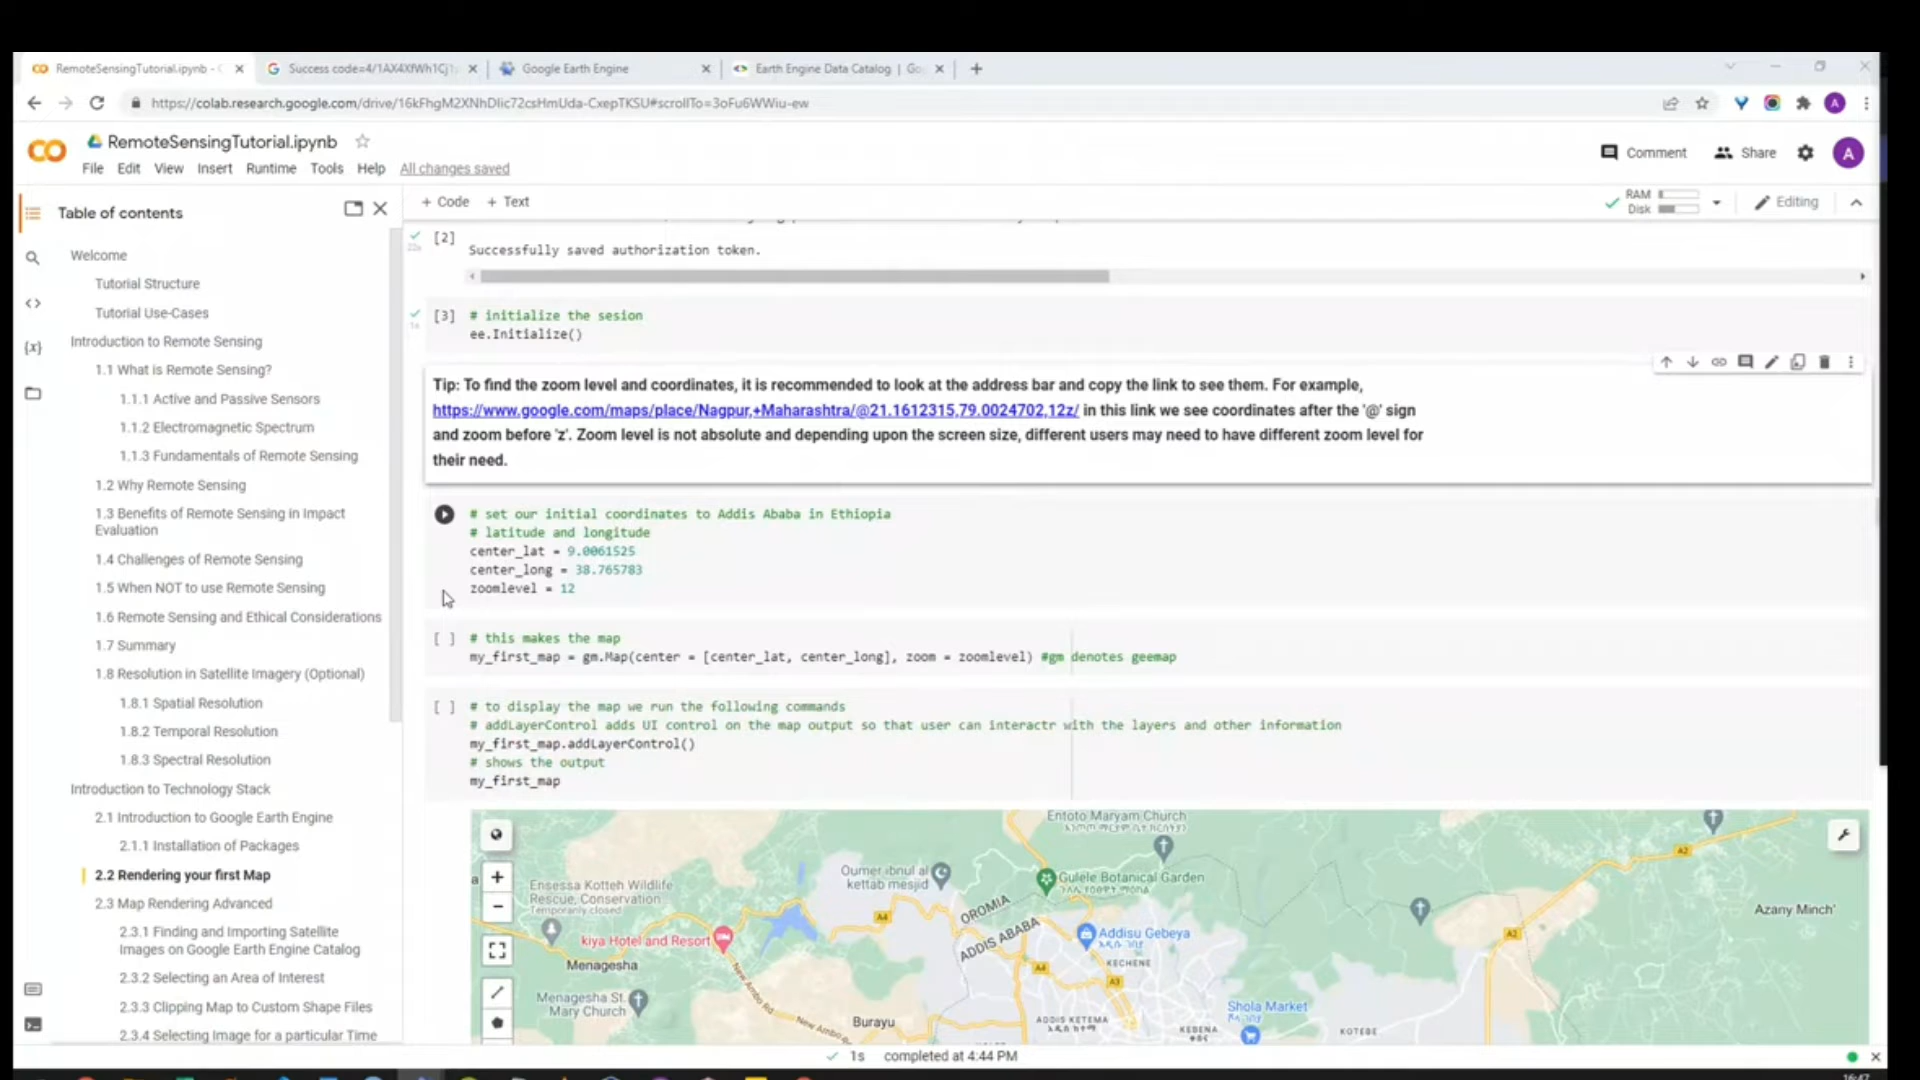 RemoteSensingTutorial.ipynb - C
Success code=4/1AX4XfWh1Cj1
Google Earth Engine
Earth Engine Data Catalog | Go
https://colab.research.google.com/drive/16kFhgM2XNhDIic72csHmUda-CxepTKSU#scrollTo=3oFu6WWiu-ew
A
RemoteSensingTutorial.ipynb
File Edit View Insert Runtime Tools Help All changes saved
Comment Share A
Table of contents
+ Code + Text
RAM
Disk
Editing
Welcome
Tutorial Structure
Tutorial Use-Cases
Introduction to Remote Sensing
1.1 What is Remote Sensing?
1.1.1 Active and Passive Sensors
1.1.2 Electromagnetic Spectrum
1.1.3 Fundamentals of Remote Sensing
1.2 Why Remote Sensing
1.3 Benefits of Remote Sensing in Impact
Evaluation
1.4 Challenges of Remote Sensing
1.5 When NOT to use Remote Sensing
1.6 Remote Sensing and Ethical Considerations
1.7 Summary
1.8 Resolution in Satellite Imagery (Optional)
1.8.1 Spatial Resolution
1.8.2 Temporal Resolution
1.8.3 Spectral Resolution
Introduction to Technology Stack
2.1 Introduction to Google Earth Engine
2.1.1 Installation of Packages
2.2 Rendering your first Map
2.3 Map Rendering Advanced
2.3.1 Finding and Importing Satellite
Images on Google Earth Engine Catalog
2.3.2 Selecting an Area of Interest
2.3.3 Clipping Map to Custom Shape Files
2.3.4 Selecting Image for a particular Time
[2]
Successfully saved authorization token.
[3] # initialize the sesion
ee.Initialize()
Tip: To find the zoom level and coordinates, it is recommended to look at the address bar and copy the link to see them. For example,
https://www.google.com/maps/place/Nagpur,+Maharashtra/@21.1612315,79.0024702,12z/ in this link we see coordinates after the '@' sign
and zoom before 'z'. Zoom level is not absolute and depending upon the screen size, different users may need to have different zoom level for
their need.
# set our initial coordinates to Addis Ababa in Ethiopia
# latitude and longitude
center_lat = 9.0061525
center_long = 38.765783
zoomlevel = 12
[ ] # this makes the map
my_first_map = gm.Map(center = [center_lat, center_long], zoom = zoomlevel) #gm denotes geemap
[ ] # to display the map we run the following commands
# addLayerControl adds UI control on the map output so that user can interactr with the layers and other information
my_first_map.addLayerControl()
# shows the output
my_first_map
Entoto Maryam Church
Oumer ibnul al
kettab mesjid
Gulele Botanical Garden
Ensessa Kotteh Wildlife
Rescue, Conservation
Temporarily closed
kiya Hotel and Resort
Menagesha
Menagesha St.
Mary Church
New Ambo Rd
Burayu
A4
OROMIA
ADDIS ABABA
Addisu Gebeya
አዲሱ ገበያ
KECHENE
A4
A3
ADDIS KETEMA
አዲስ ከተማ
Shola Market
KEBENA
KOTEBE
A2
A2
Azany Minch'
1s completed at 4:44 PM